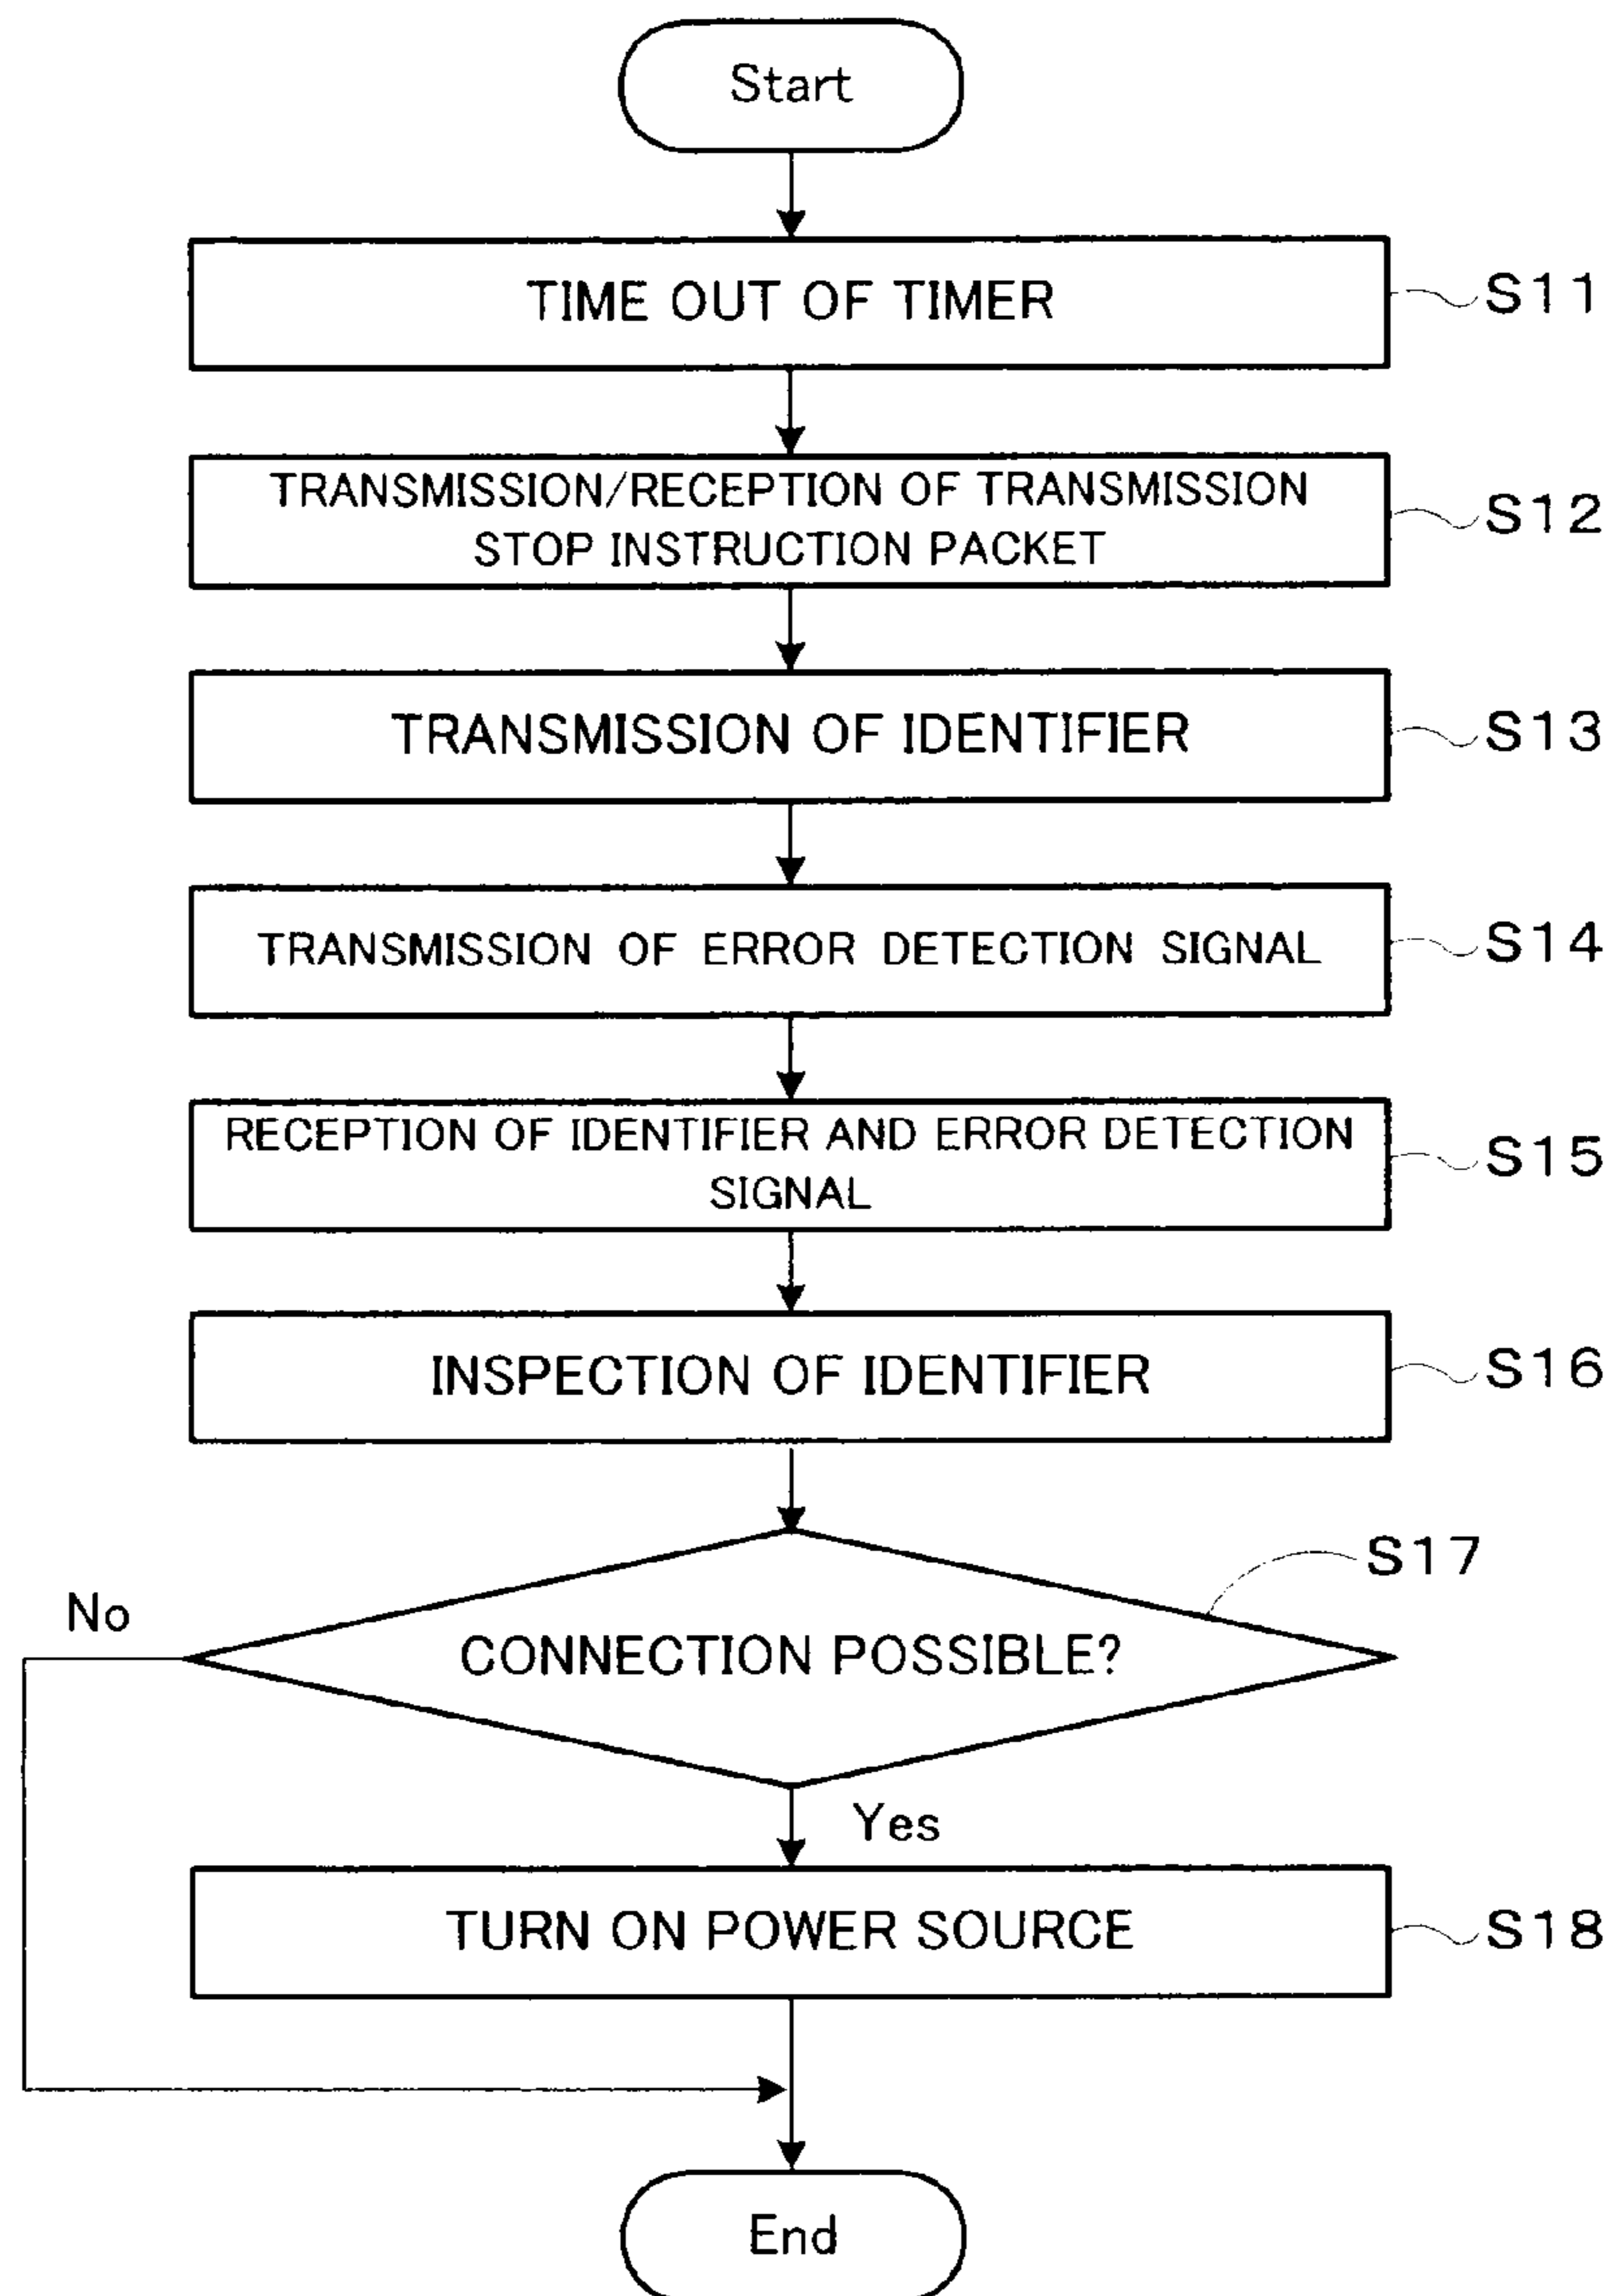 Start
TIME OUT OF TIMER
S11
TRANSMISSION/RECEPTION OF TRANSMISSION
STOP INSTRUCTION PACKET
S12
TRANSMISSION OF IDENTIFIER
S13
TRANSMISSION OF ERROR DETECTION SIGNAL
S14
RECEPTION OF IDENTIFIER AND ERROR DETECTION
SIGNAL
S15
INSPECTION OF IDENTIFIER
S16
S17
No
CONNECTION POSSIBLE?
Yes
TURN ON POWER SOURCE
S18
End